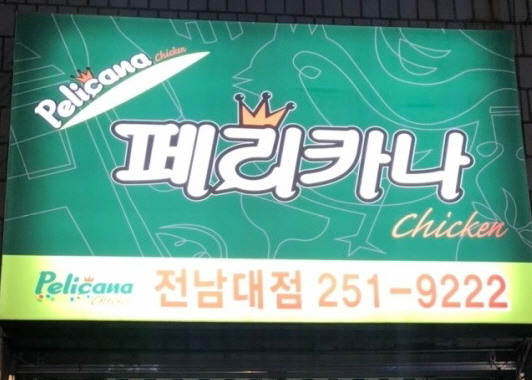 Pelicana Chicken
페리카나
Chicken
Pelicana Chicken
전남대점 251-9222